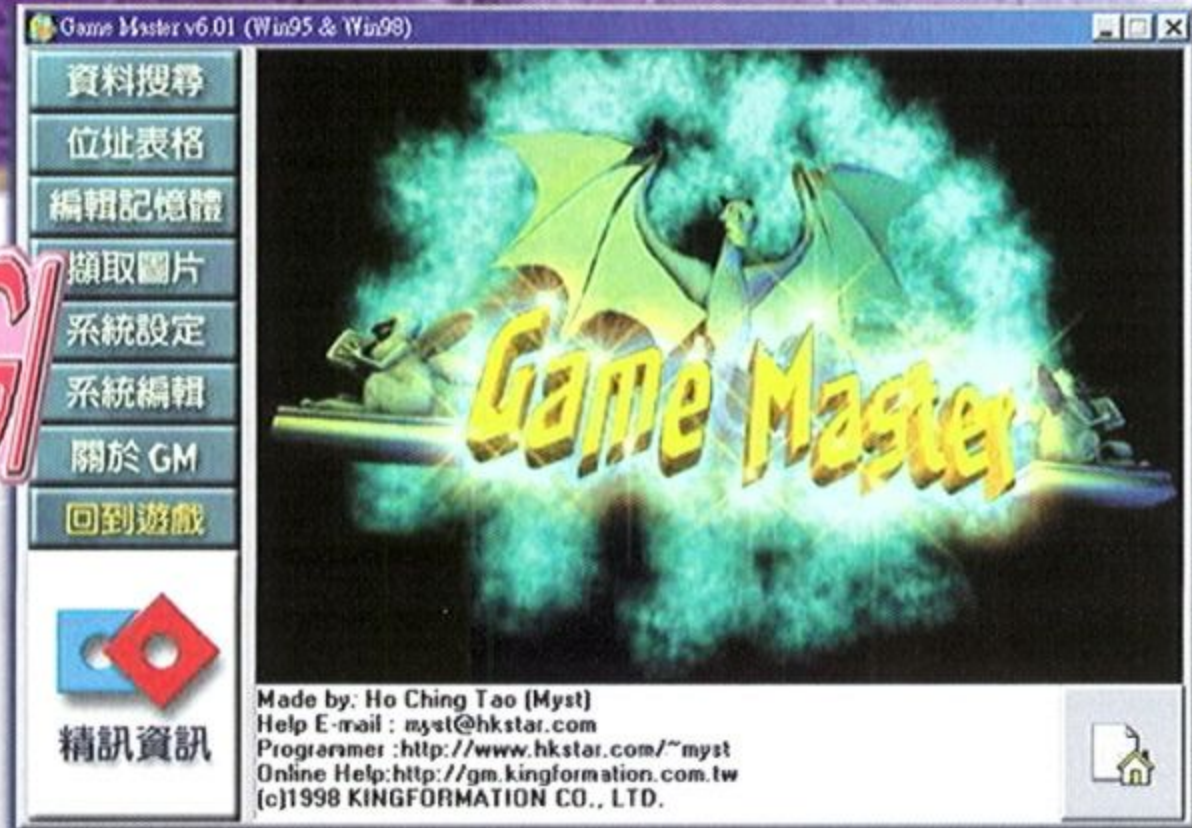 Game Master v6.01 (Win95 & Win98)
資料搜尋
位址表格
編輯記憶體
擷取圖片
系統設定
系統編輯
關於 GM
回到遊戲
精訊資訊
Game Master
Made by: Ho Ching Tao (Myst)
Help E-mail : myst@hkstar.com
Programmer :http://www.hkstar.com/~myst
Online Help:http://gm.kingformation.com.tw
(c)1998 KINGFORMATION CO., LTD.